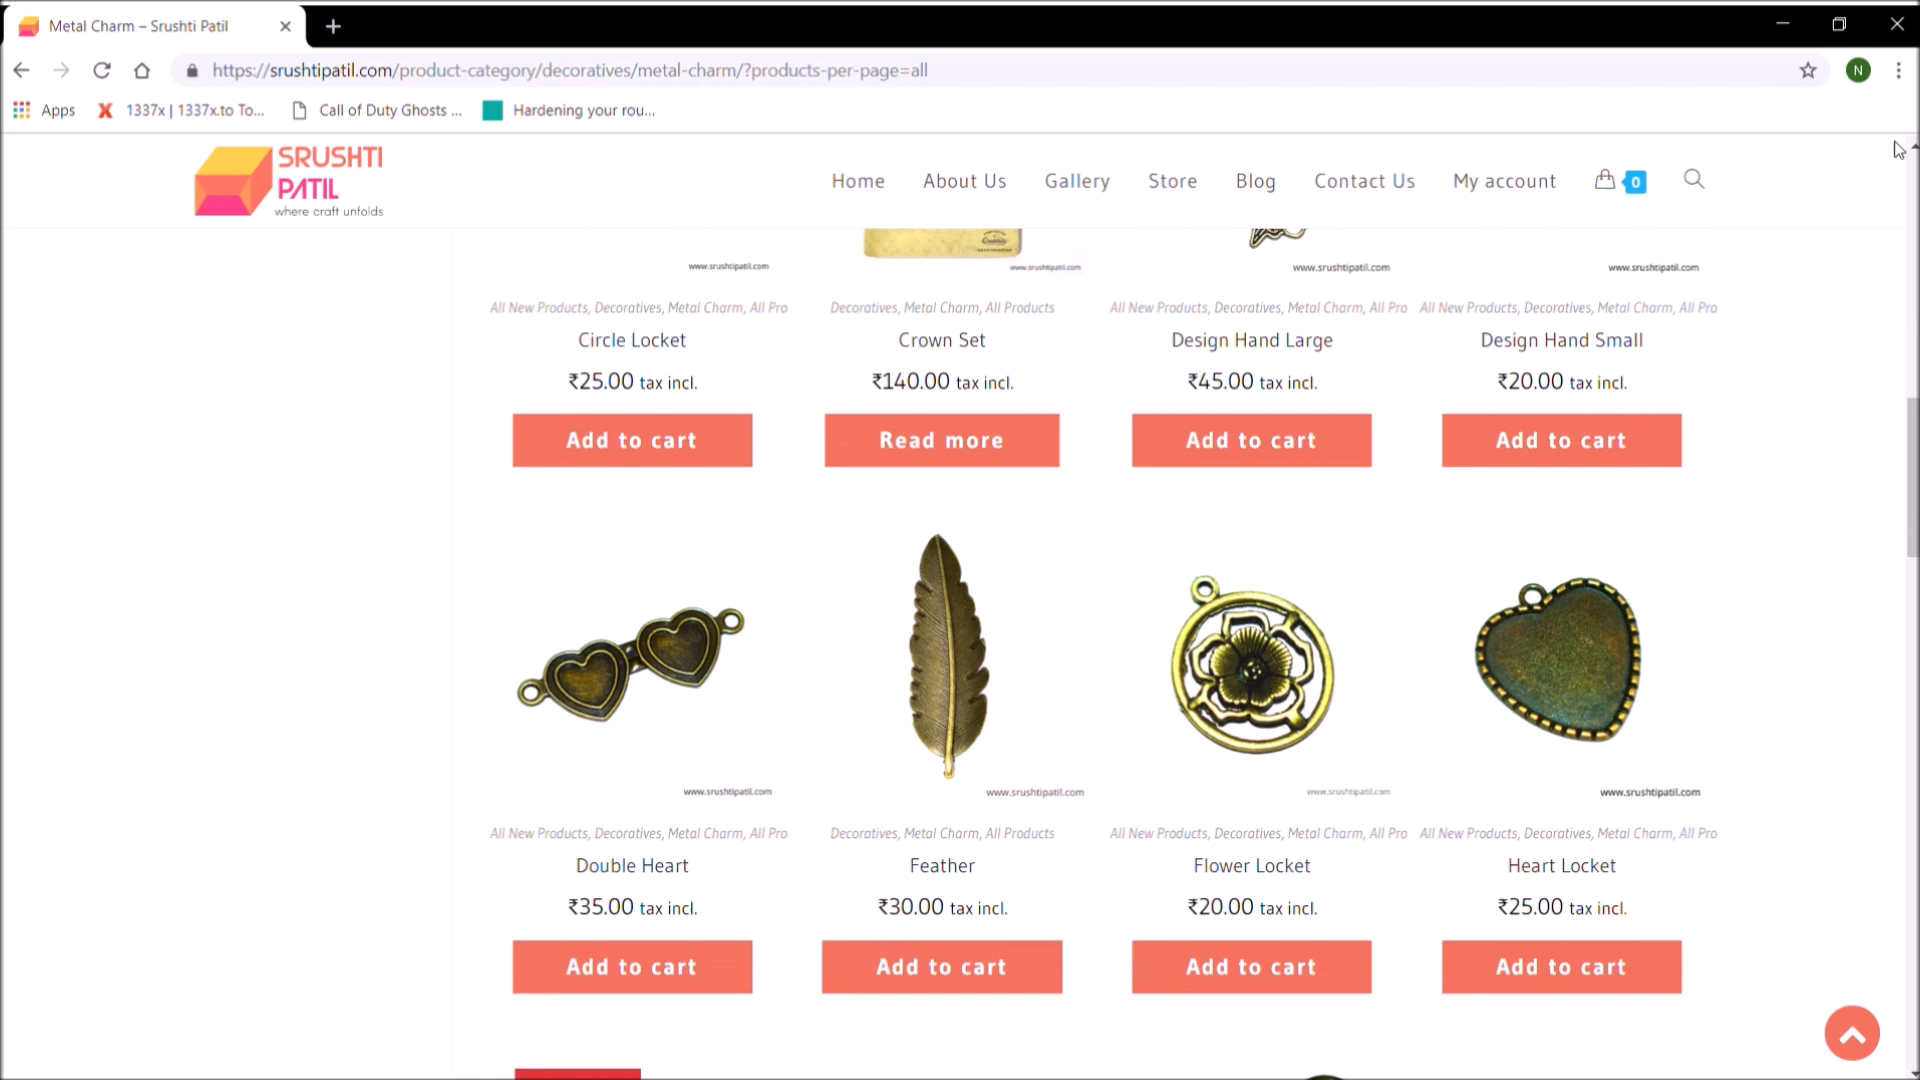 Metal Charm – Srushti Patil
https://srushtipatil.com/product-category/decoratives/metal-charm/?products-per-page=all
N
Apps
1337x | 1337x.to To...
Call of Duty Ghosts ...
Hardening your rou...
SRUSHTI
PATIL
where craft unfolds
Home
About Us
Gallery
Store
Blog
Contact Us
My account
0
www.srushtipatil.com
www.srushtipatil.com
www.srushtipatil.com
www.srushtipatil.com
All New Products, Decoratives, Metal Charm, All Pro
Decoratives, Metal Charm, All Products
All New Products, Decoratives, Metal Charm, All Pro
All New Products, Decoratives, Metal Charm, All Pro
Circle Locket
Crown Set
Design Hand Large
Design Hand Small
₹25.00 tax incl.
₹140.00 tax incl.
₹45.00 tax incl.
₹20.00 tax incl.
Add to cart
Read more
Add to cart
Add to cart
www.srushtipatil.com
www.srushtipatil.com
www.srushtipatil.com
www.srushtipatil.com
All New Products, Decoratives, Metal Charm, All Pro
Decoratives, Metal Charm, All Products
All New Products, Decoratives, Metal Charm, All Pro
All New Products, Decoratives, Metal Charm, All Pro
Double Heart
Feather
Flower Locket
Heart Locket
₹35.00 tax incl.
₹30.00 tax incl.
₹20.00 tax incl.
₹25.00 tax incl.
Add to cart
Add to cart
Add to cart
Add to cart